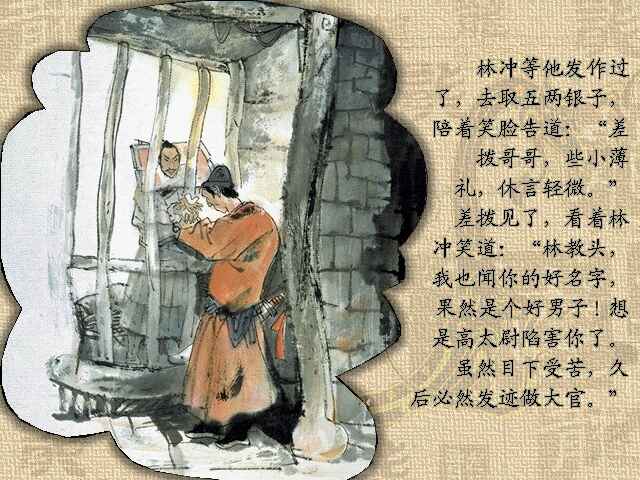 林冲等他发作过
了，去取五两银子，
陪着笑脸告道：“差
拨哥哥，些小薄
礼，休言轻微。”
差拨见了，看着林
冲笑道：“林教头，
我也闻你的好名字，
果然是个好男子！想
是高太尉陷害你了。
虽然目下受苦，久
后必然发迹做大官。”